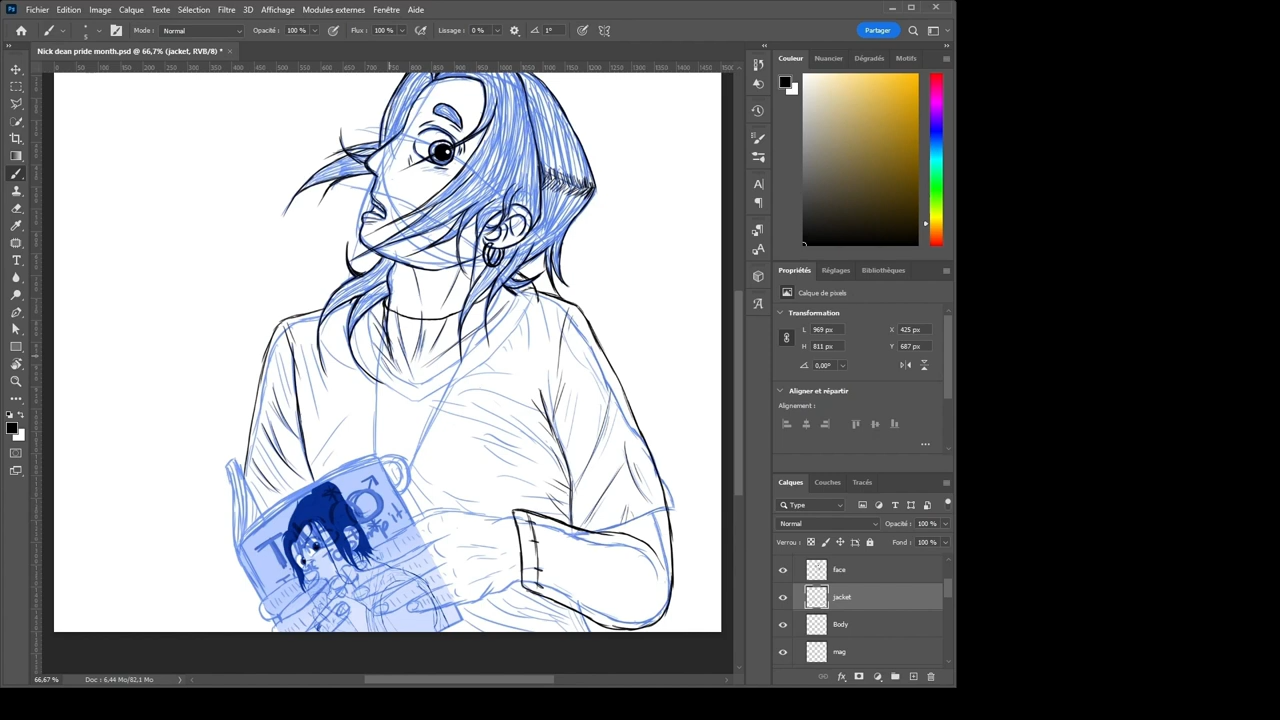 Fichier Edition Image Calque Texte Sélection Filtre 3D Affichage Modules externes Fenêtre Aide
5 Mode : Normal Opacité : 100 % Flux : 100 % Lissage : 0 % 1° Partager
Nick dean pride month.psd @ 66,7% (jacket, RVB/8) *
Couleur Nuancier Dégradés Motifs
Propriétés Réglages Bibliothèques
Calque de pixels
Transformation
L 969 px X 425 px
H 811 px Y 687 px
0,00°
Aligner et répartir
Alignement :
Calques Couches Tracés
Type
Normal Opacité : 100 %
Verrou : Fond : 100 %
face
jacket
Body
mag
66,67 % Doc : 6,44 Mo/82,1 Mo